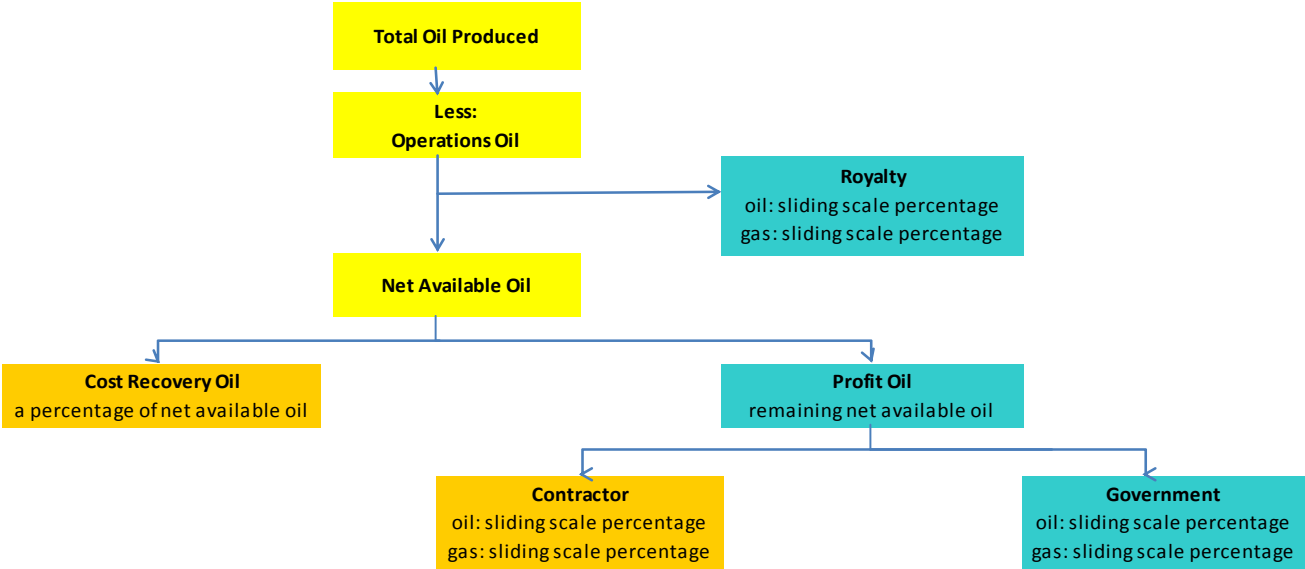 Total Oil Produced
Less:
Operations Oil
Royalty
oil: sliding scale percentage
gas: sliding scale percentage
Net Available Oil
Cost Recovery Oil
a percentage of net available oil
Profit Oil
remaining net available oil
Contractor
oil: sliding scale percentage
gas: sliding scale percentage
Government
oil: sliding scale percentage
gas: sliding scale percentage